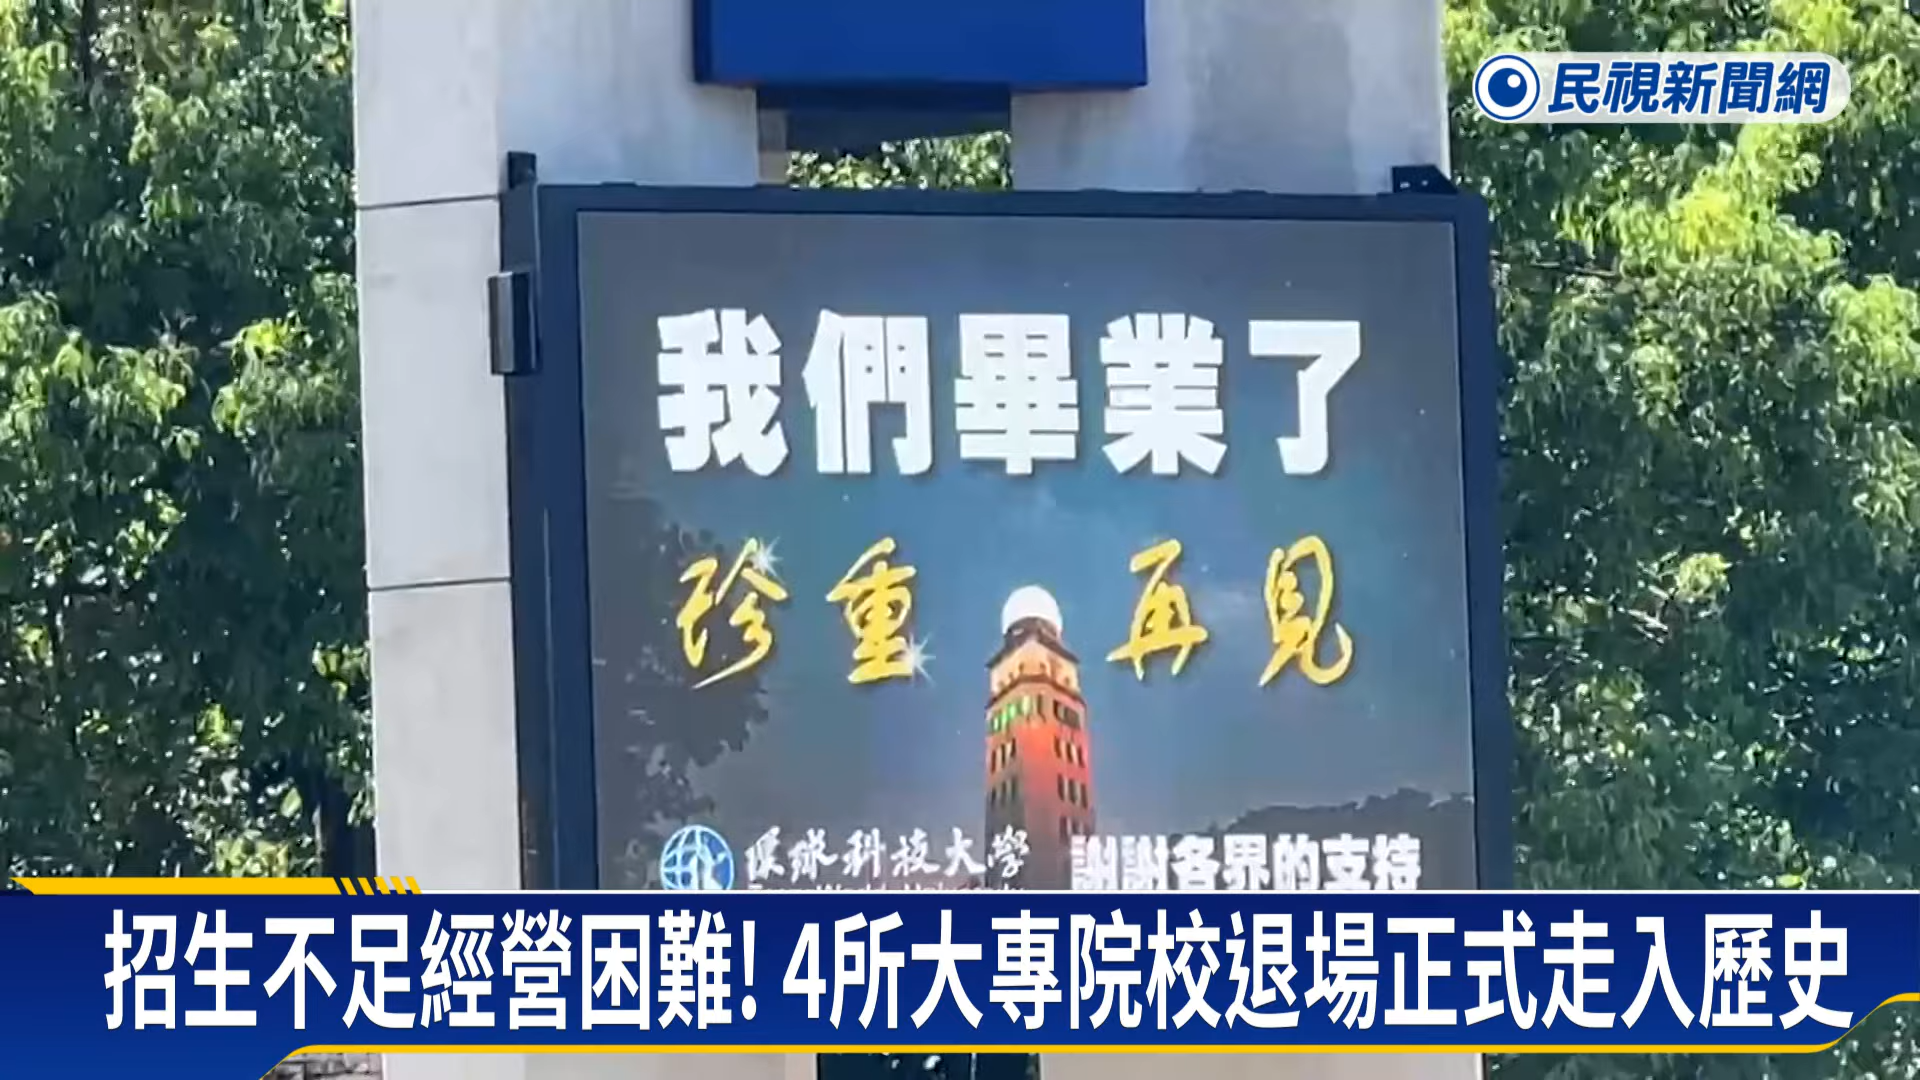 民視新聞網
我們畢業了
珍重 再見
環球科技大學 謝謝各界的支持
招生不足經營困難! 4所大專院校退場正式走入歷史